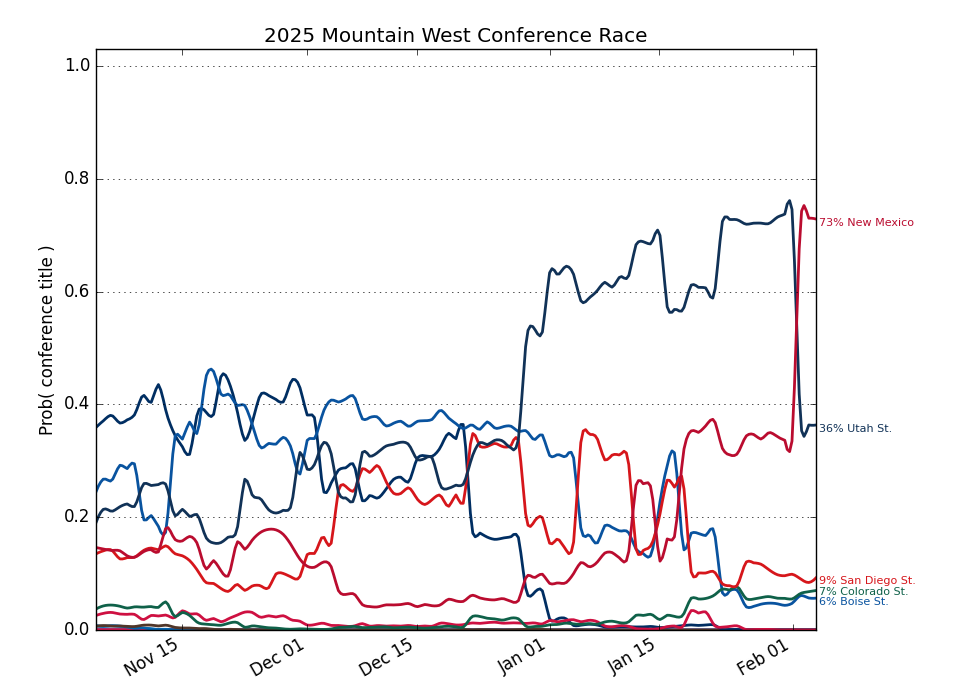 2025 Mountain West Conference Race
1.0
0.8
0.6
0.4
0.2
0.0
Prob( conference title )
73% New Mexico
36% Utah St.
9% San Diego St.
7% Colorado St.
6% Boise St.
Nov 15
Dec 01
Dec 15
Jan 01
Jan 15
Feb 01